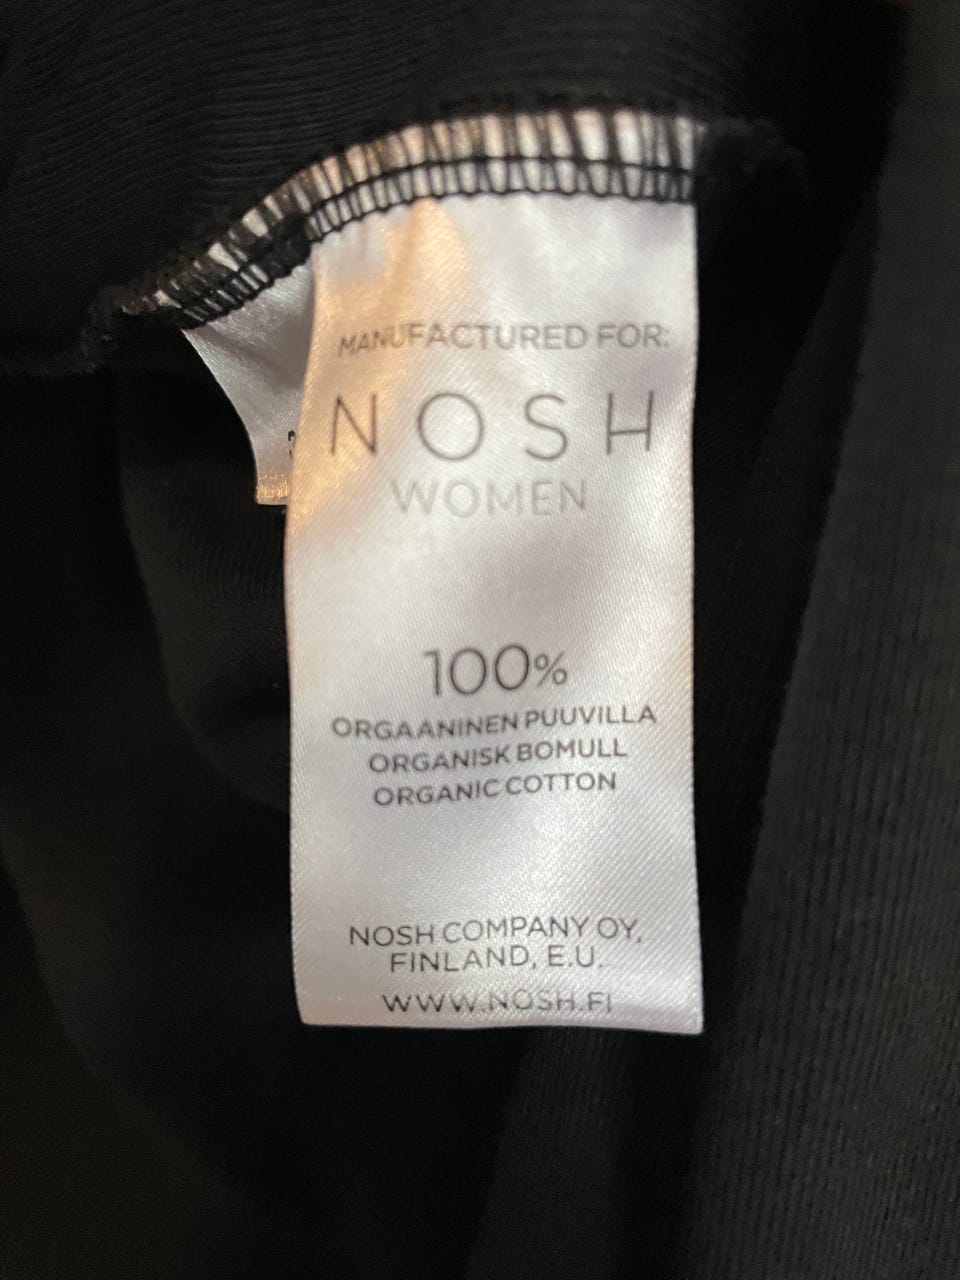 MANUFACTURED FOR:
NOSH
WOMEN
100%
ORGAANINEN PUUVILLA
ORGANISK BOMULL
ORGANIC COTTON
NOSH COMPANY OY,
FINLAND, E.U.
WWW.NOSH.FI